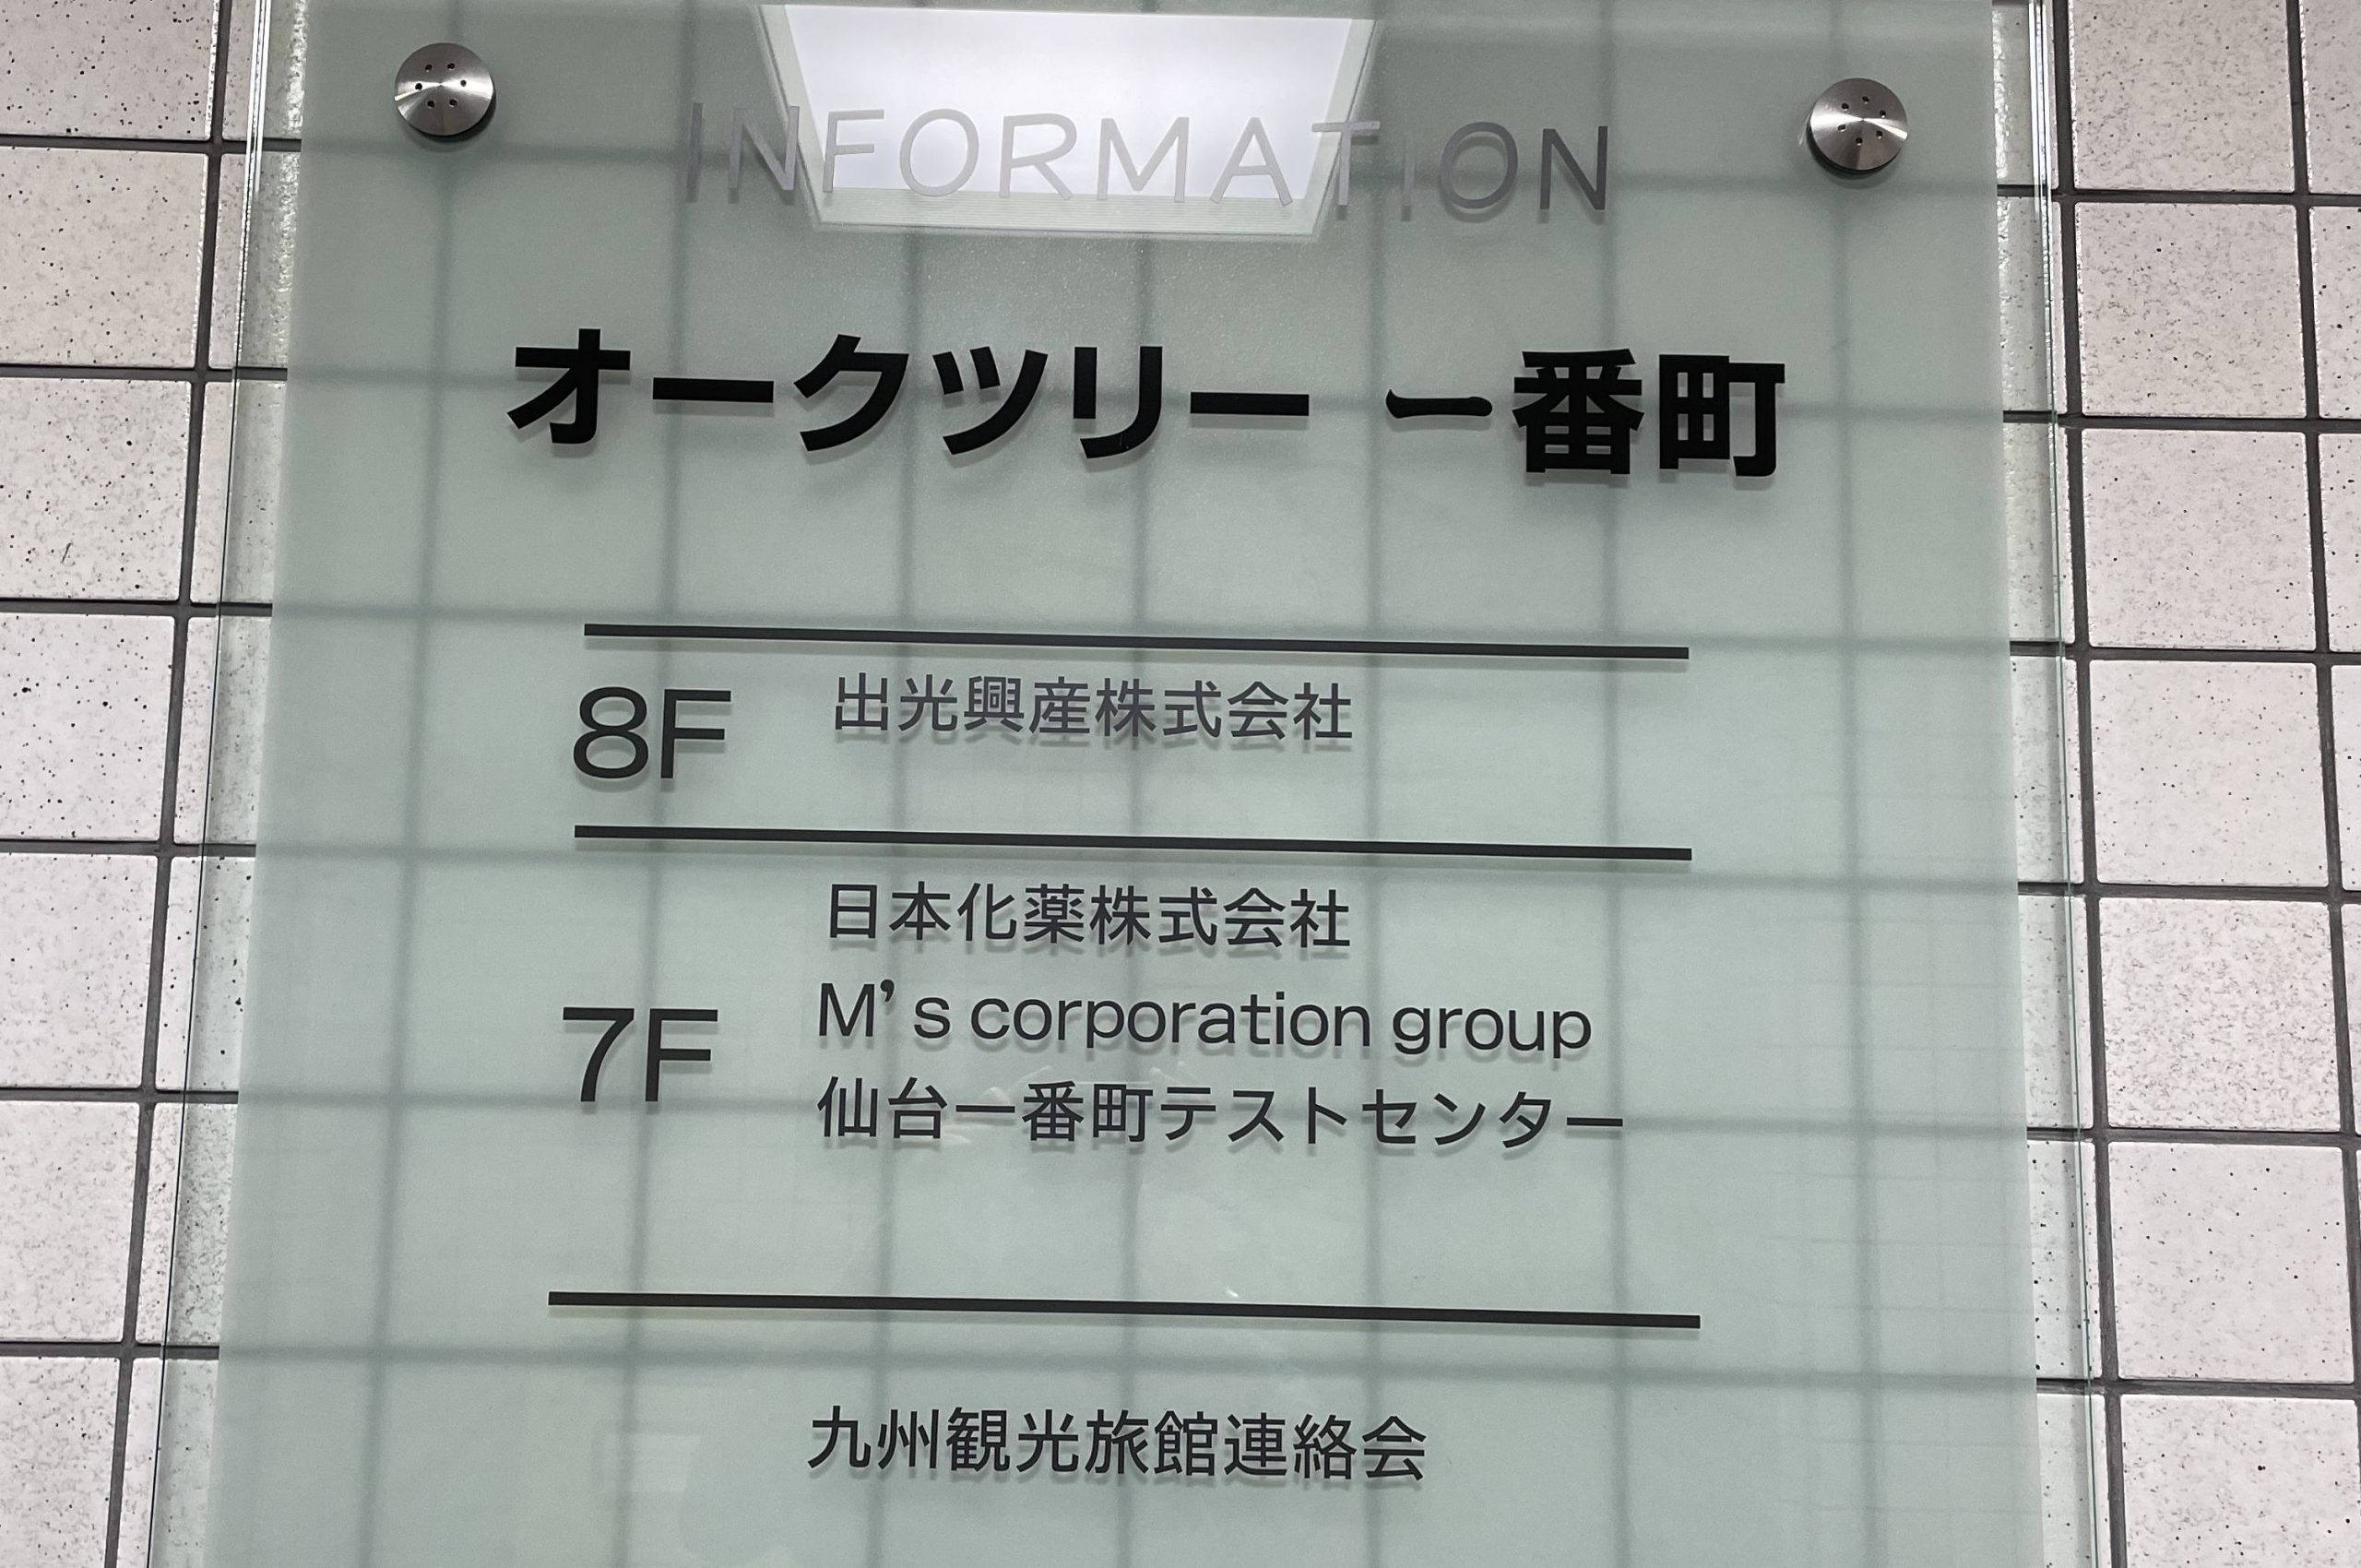 INFORMATION
オークツリー 一番町
8F 出光興産株式会社
日本化薬株式会社
7F M's corporation group
仙台一番町テストセンター
九州観光旅館連絡会